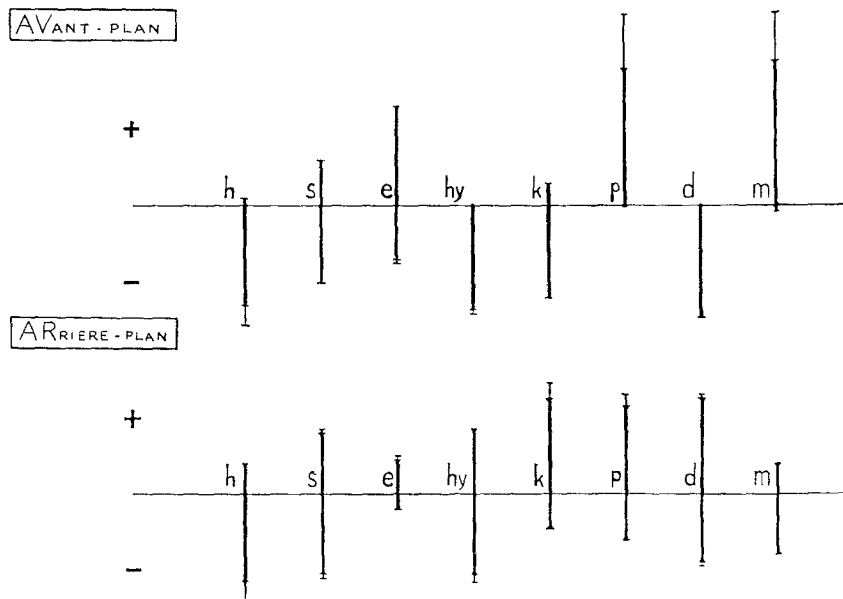 AVANT-PLAN
+
h s e hy k p d m
-
ARRIERE-PLAN
+
h s e hy k p d m
-